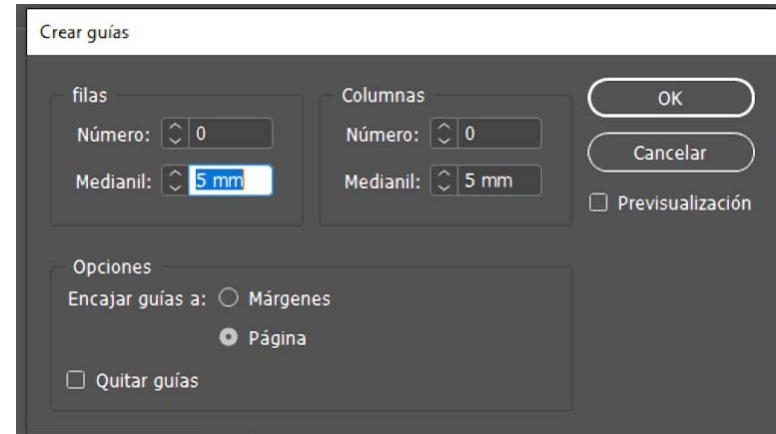 Crear guías
filas
Número: 0
Medianil: 5 mm
Columnas
Número: 0
Medianil: 5 mm
OK
Cancelar
Previsualización
Opciones
Encajar guías a: Márgenes
Página
Quitar guías